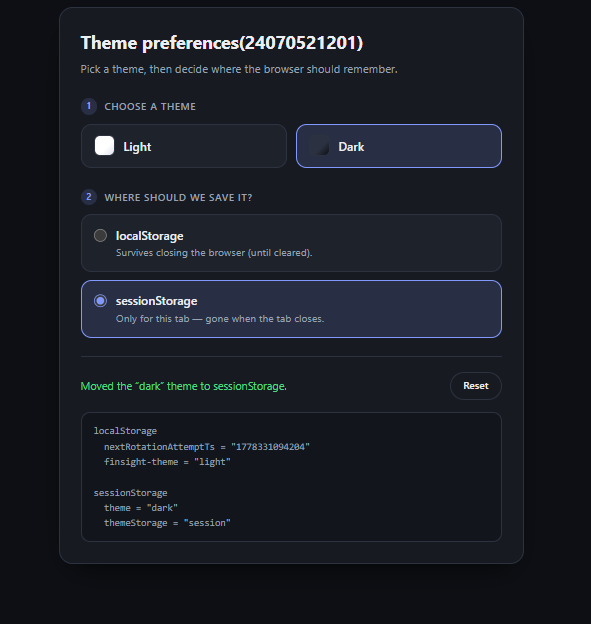 Theme preferences(24070521201)
Pick a theme, then decide where the browser should remember.
1 CHOOSE A THEME
Light Dark
2 WHERE SHOULD WE SAVE IT?
localStorage
Survives closing the browser (until cleared).
sessionStorage
Only for this tab — gone when the tab closes.
Moved the “dark” theme to sessionStorage. Reset
localStorage
  nextRotationAttemptTs = "1778331094204"
  finsight-theme = "light"

sessionStorage
  theme = "dark"
  themeStorage = "session"